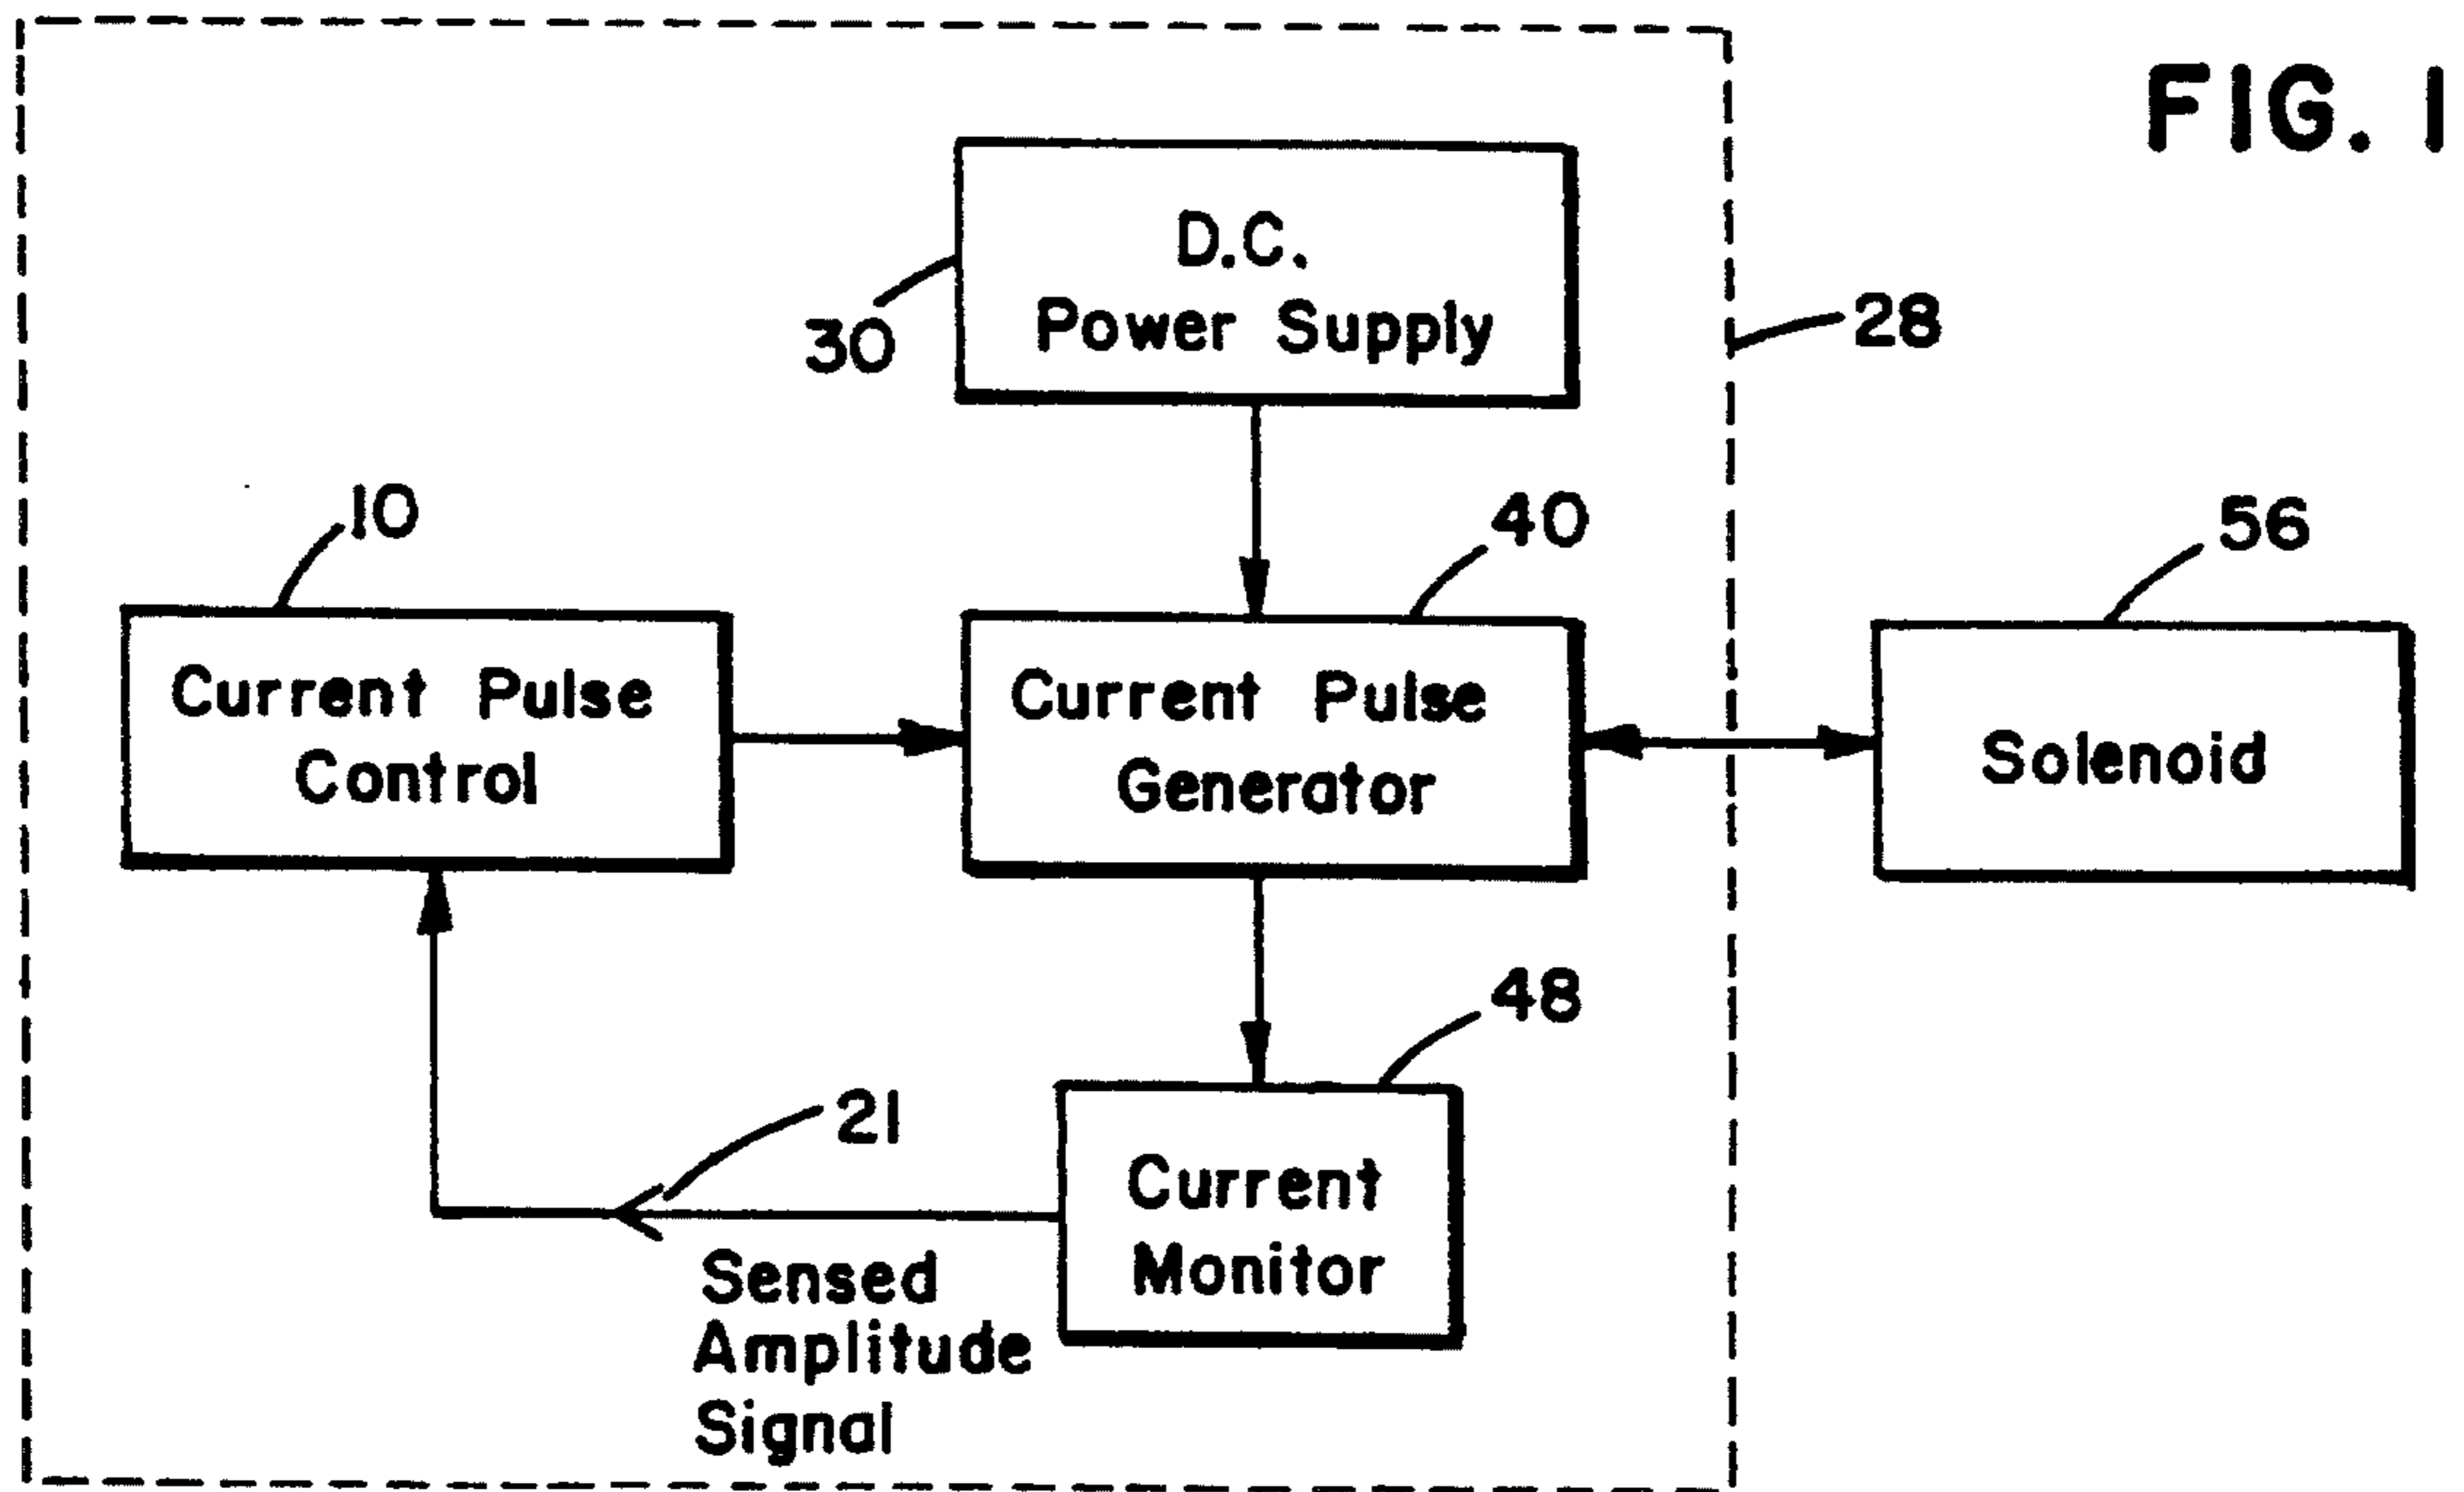 FIG. 1
D.C.
Power Supply
30
28
10
40
56
Current Pulse
Control
Current Pulse
Generator
Solenoid
48
21
Current
Monitor
Sensed
Amplitude
Signal